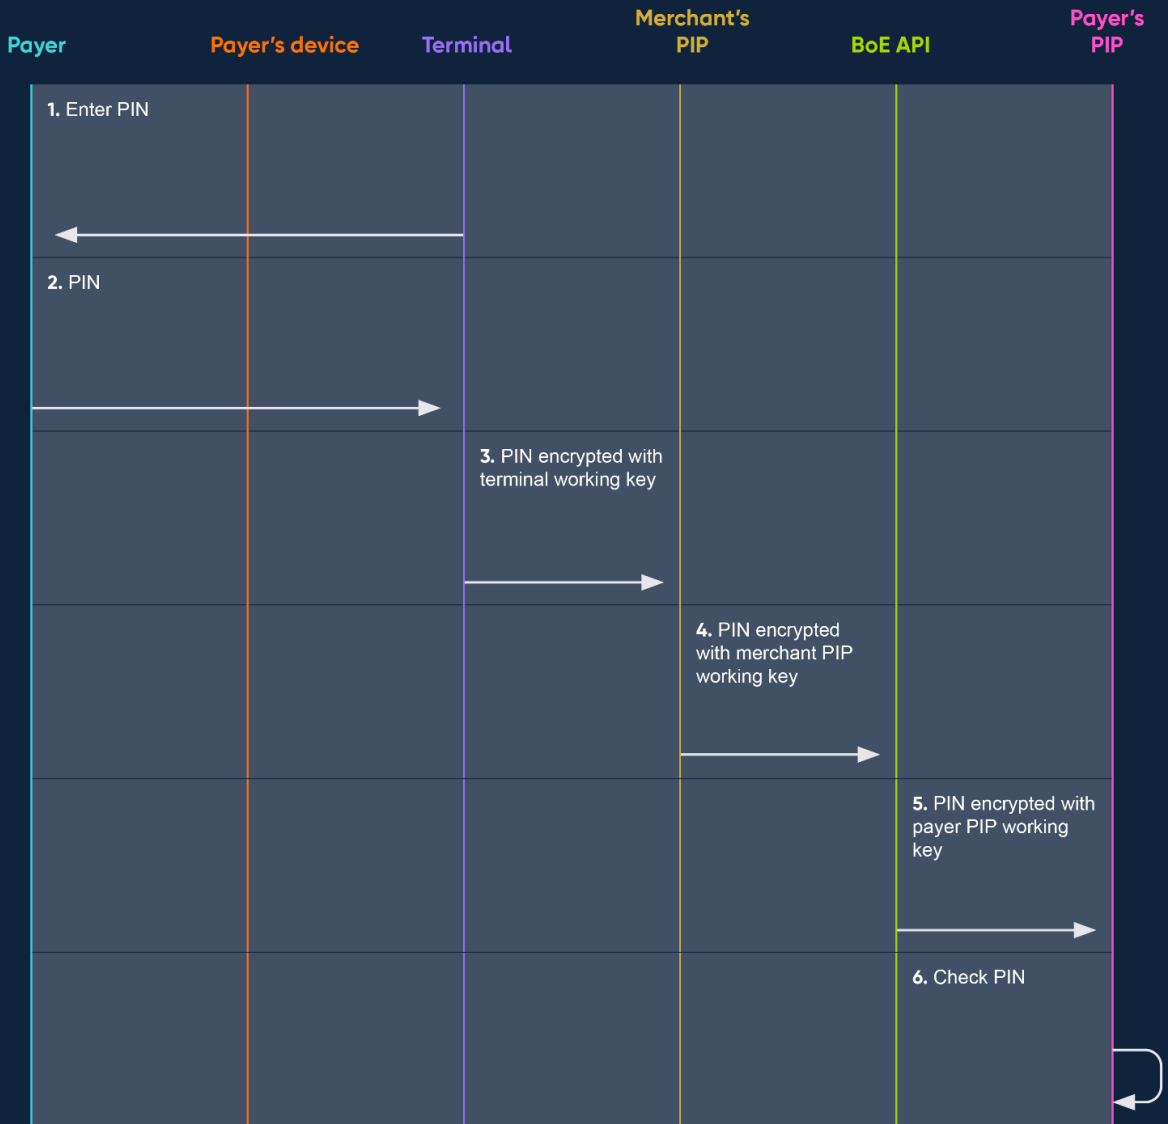 Payer
Payer's device
Terminal
Merchant's
PIP
BoE API
Payer's
PIP
1. Enter PIN
2. PIN
3. PIN encrypted with
terminal working key
4. PIN encrypted
with merchant PIP
working key
5. PIN encrypted with
payer PIP working
key
6. Check PIN